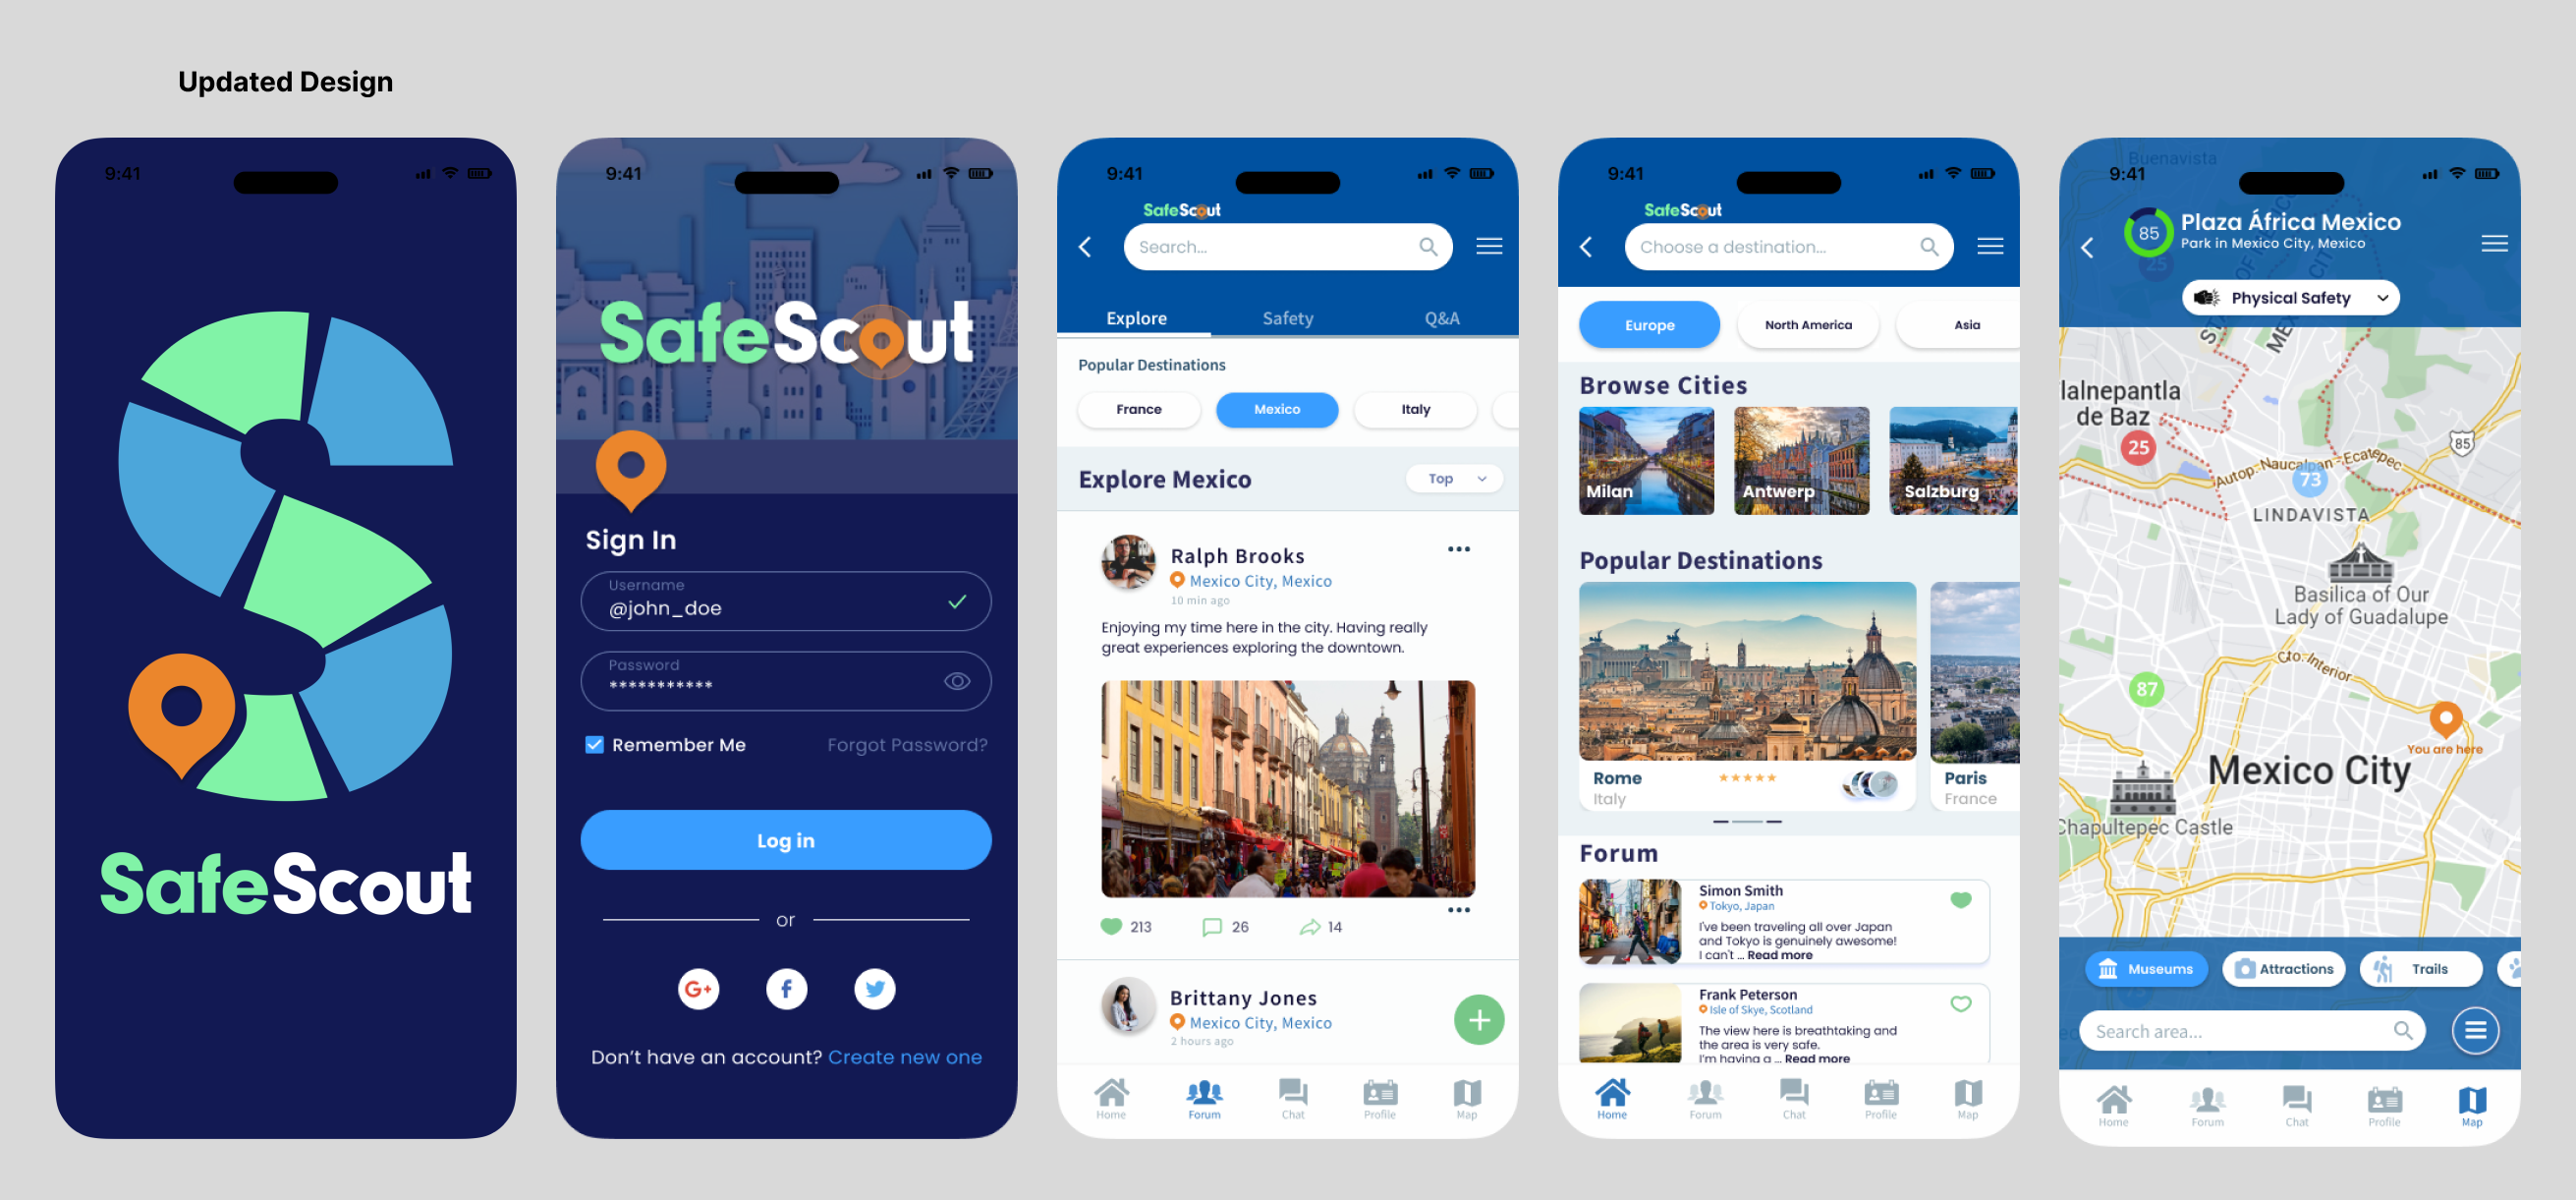 Updated Design
9:41
SafeScout
9:41
SafeScout
Sign In
Username
@john_doe
Password
***********
Remember Me
Forgot Password?
Log in
or
G+
f
Don't have an account? Create new one
9:41
SafeScout
Search...
Explore
Safety
Q&A
Popular Destinations
France
Mexico
Italy
Explore Mexico
Top
Ralph Brooks
Mexico City, Mexico
10 min ago
Enjoying my time here in the city. Having really
great experiences exploring the downtown.
213
26
14
Brittany Jones
Mexico City, Mexico
2 hours ago
Home
Forum
Chat
Profile
Map
9:41
SafeScout
Choose a destination...
Europe
North America
Asia
Browse Cities
Milan
Antwerp
Salzburg
Popular Destinations
Rome
Italy
Paris
France
Forum
Simon Smith
Tokyo, Japan
I've been traveling all over Japan
and Tokyo is genuinely awesome!
I can't ... Read more
Frank Peterson
Isle of Skye, Scotland
The view here is breathtaking and
the area is very safe.
I'm having a ... Read more
Home
Forum
Chat
Profile
Map
Buenavista
9:41
85
Plaza África Mexico
Park in Mexico City, Mexico
25
Physical Safety
lalnepantla
de Baz
25
85
Autop. Naucalpan - Ecatepec
73
LINDAVISTA
Basilica of Our
Lady of Guadalupe
Cto. Interior
87
You are here
Mexico City
Chapultepec Castle
Museums
Attractions
Trails
Search area...
Home
Forum
Chat
Profile
Map